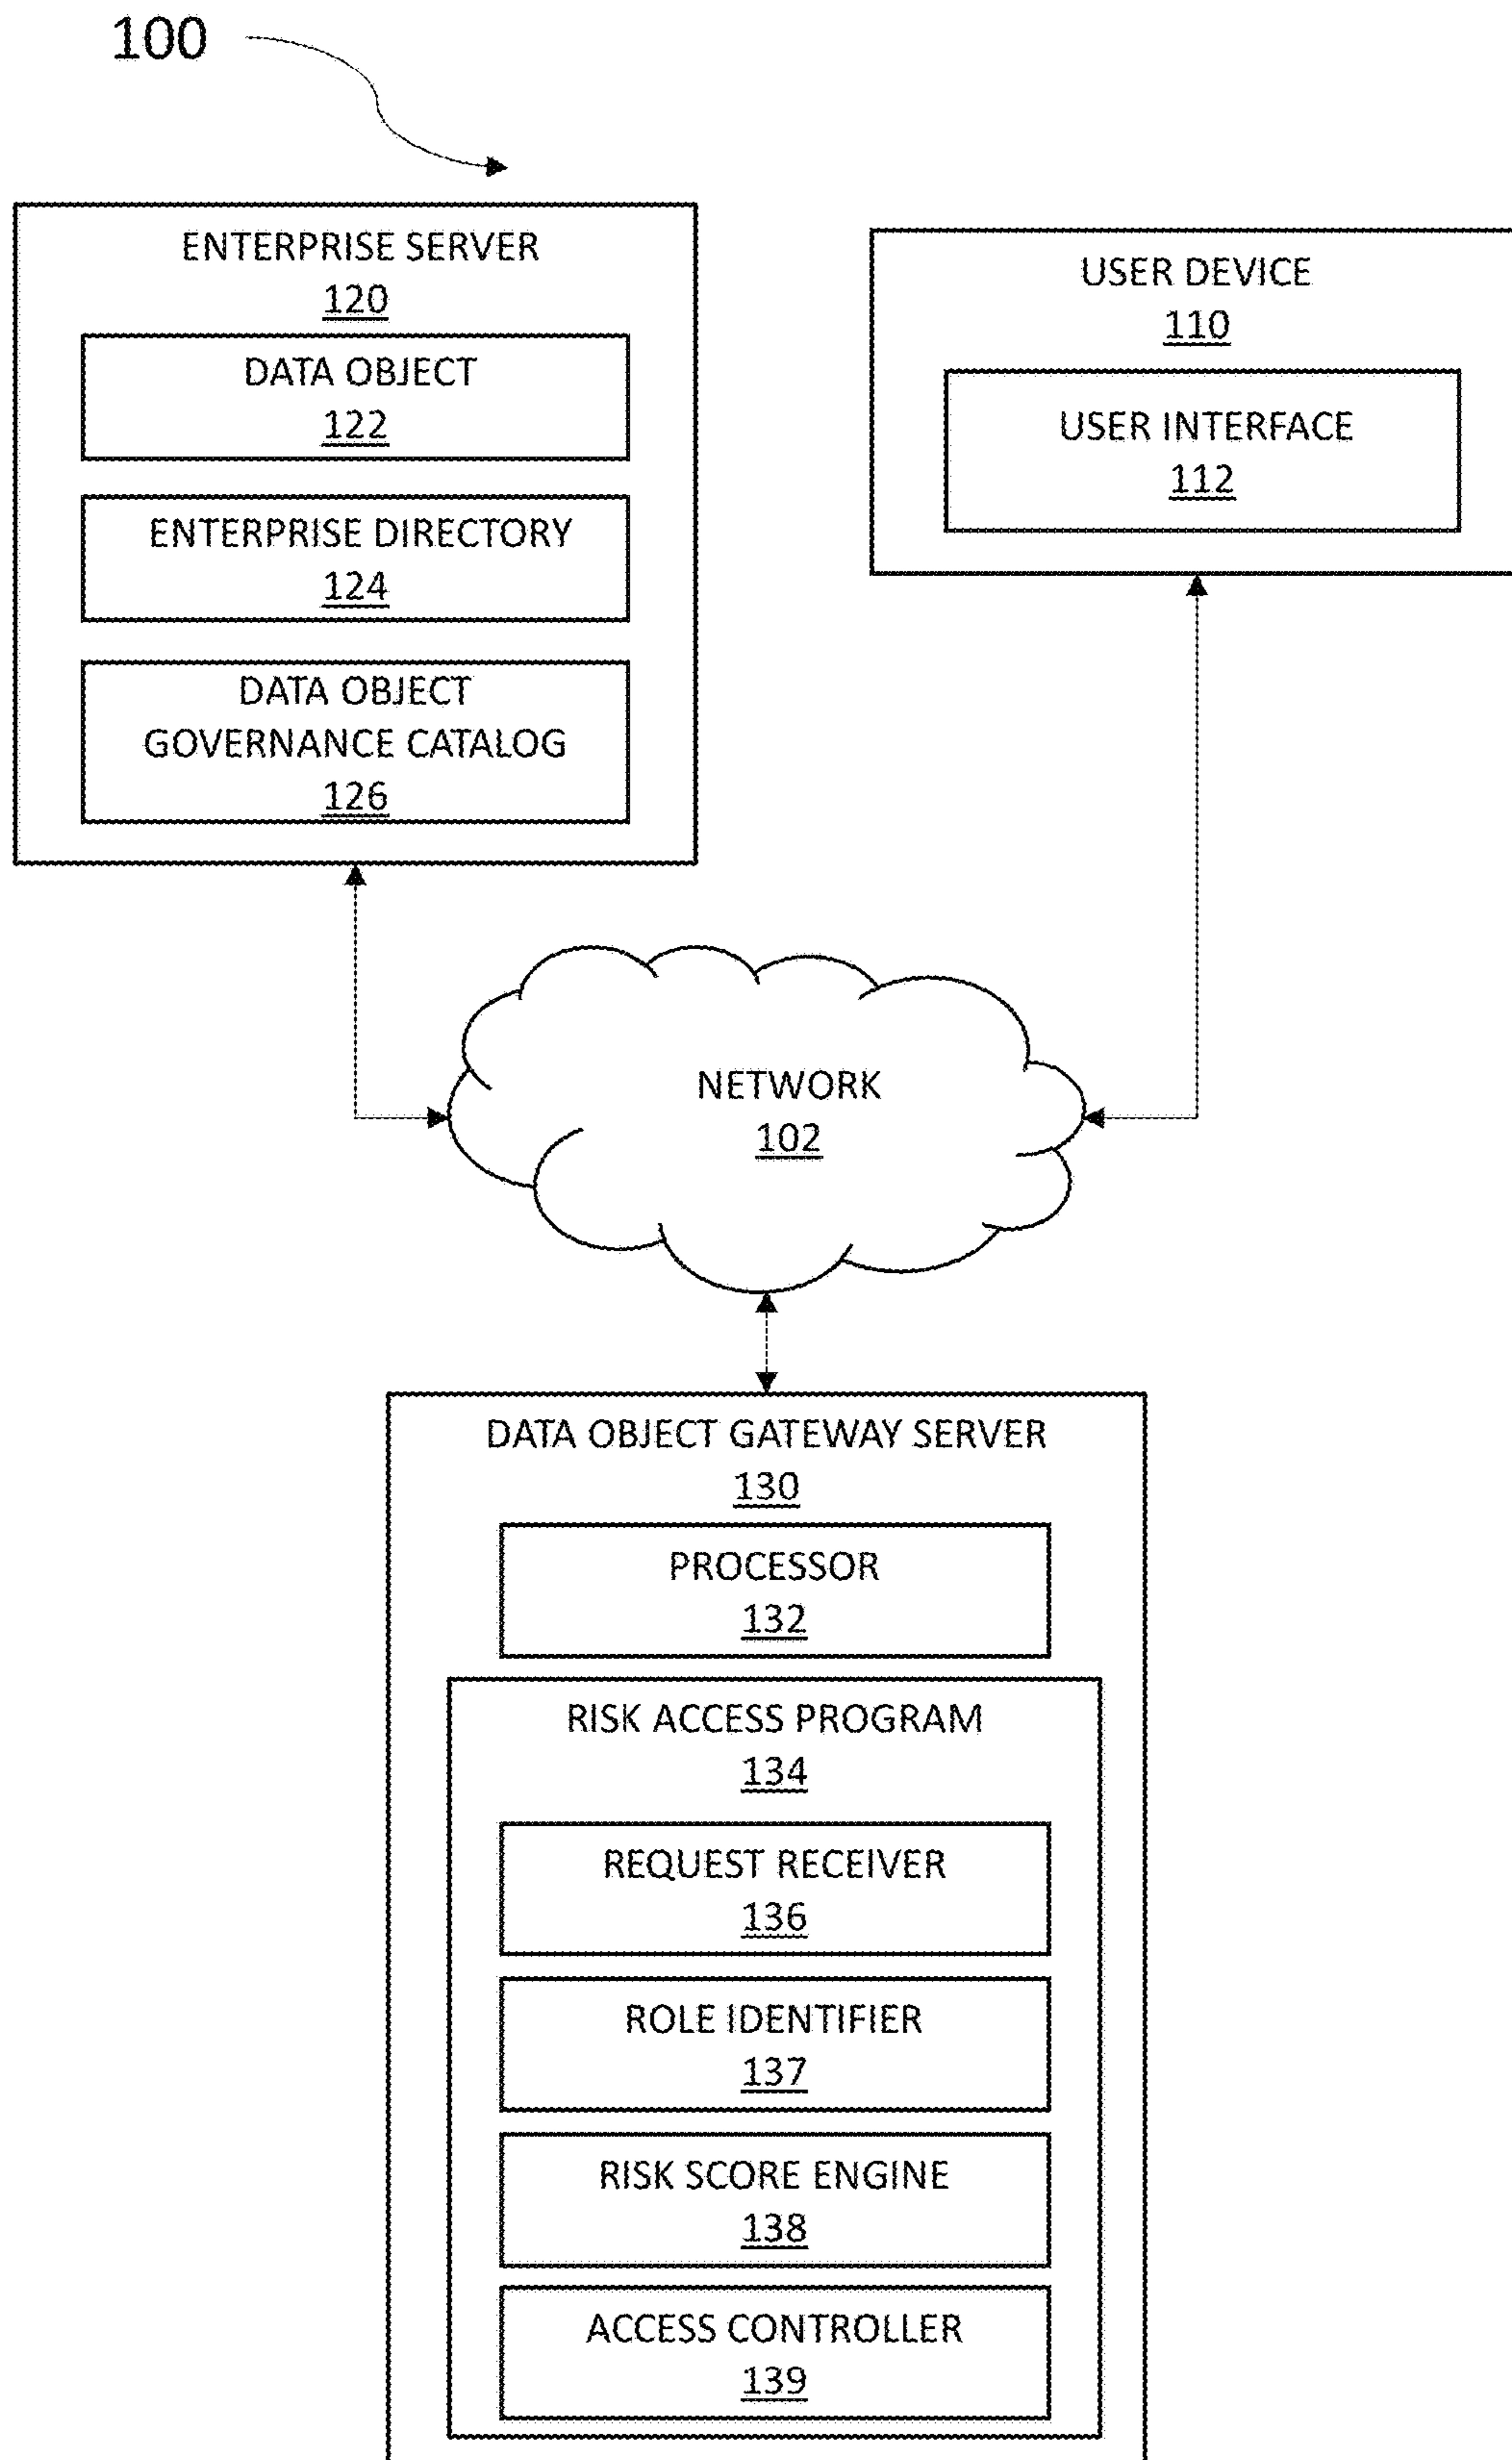 100
ENTERPRISE SERVER
120
DATA OBJECT
122
ENTERPRISE DIRECTORY
124
DATA OBJECT
GOVERNANCE CATALOG
126
USER DEVICE
110
USER INTERFACE
112
NETWORK
102
DATA OBJECT GATEWAY SERVER
130
PROCESSOR
132
RISK ACCESS PROGRAM
134
REQUEST RECEIVER
136
ROLE IDENTIFIER
137
RISK SCORE ENGINE
138
ACCESS CONTROLLER
139